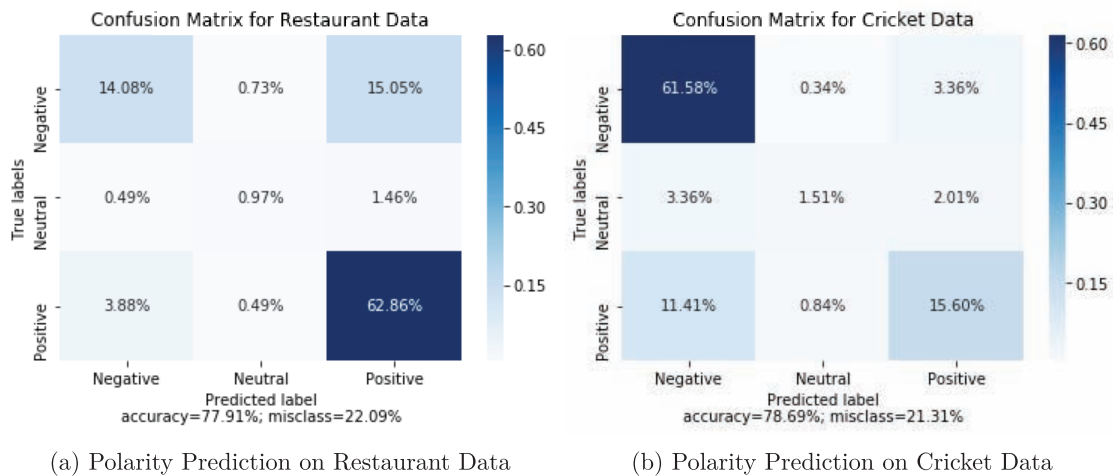 Confusion Matrix for Restaurant Data
True labels
Negative
Neutral
Positive
14.08% 0.73% 15.05%
0.49% 0.97% 1.46%
3.88% 0.49% 62.86%
Negative Neutral Positive
Predicted label
accuracy=77.91%; misclass=22.09%
0.60
0.45
0.30
0.15
(a) Polarity Prediction on Restaurant Data
Confusion Matrix for Cricket Data
True labels
Negative
Neutral
Positive
61.58% 0.34% 3.36%
3.36% 1.51% 2.01%
11.41% 0.84% 15.60%
Negative Neutral Positive
Predicted label
accuracy=78.69%; misclass=21.31%
0.60
0.45
0.30
0.15
(b) Polarity Prediction on Cricket Data